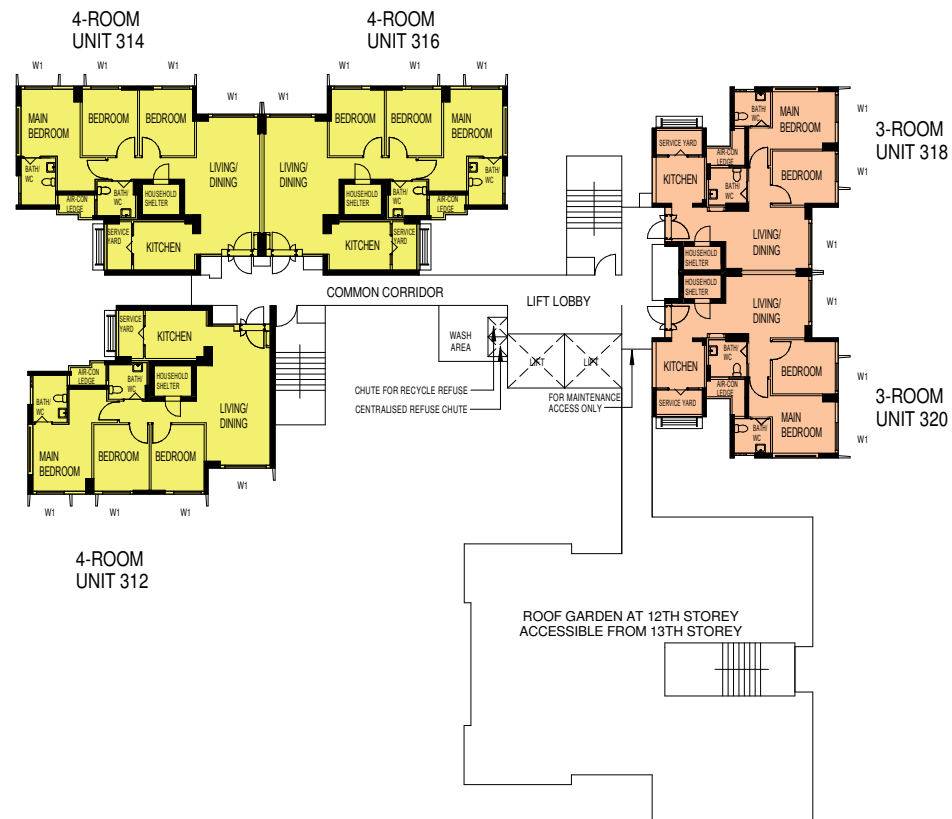 4-ROOM
UNIT 314
4-ROOM
UNIT 316
W1
W1
W1
W1
W1
W1
W1
W1
MAIN
BEDROOM
BEDROOM
BEDROOM
LIVING/
DINING
BATH/
WC
BATH/
WC
AIR-CON
LEDGE
HOUSEHOLD
SHELTER
SERVICE
YARD
KITCHEN
LIVING/
DINING
BEDROOM
BEDROOM
MAIN
BEDROOM
HOUSEHOLD
SHELTER
BATH/
WC
BATH/
WC
AIR-CON
LEDGE
KITCHEN
SERVICE
YARD
3-ROOM
UNIT 318
BATH/
WC
MAIN
BEDROOM
W1
SERVICE YARD
AIR-CON
LEDGE
KITCHEN
BATH/
WC
BEDROOM
W1
LIVING/
DINING
W1
HOUSEHOLD
SHELTER
COMMON CORRIDOR
LIFT LOBBY
WASH
AREA
LIFT
LIFT
CHUTE FOR RECYCLE REFUSE
CENTRALISED REFUSE CHUTE
FOR MAINTENANCE
ACCESS ONLY
HOUSEHOLD
SHELTER
LIVING/
DINING
W1
KITCHEN
BATH/
WC
BEDROOM
W1
AIR-CON
LEDGE
SERVICE YARD
BATH/
WC
MAIN
BEDROOM
W1
3-ROOM
UNIT 320
SERVICE
YARD
KITCHEN
AIR-CON
LEDGE
BATH/
WC
HOUSEHOLD
SHELTER
BATH/
WC
LIVING/
DINING
MAIN
BEDROOM
BEDROOM
BEDROOM
W1
W1
W1
W1
4-ROOM
UNIT 312
ROOF GARDEN AT 12TH STOREY
ACCESSIBLE FROM 13TH STOREY